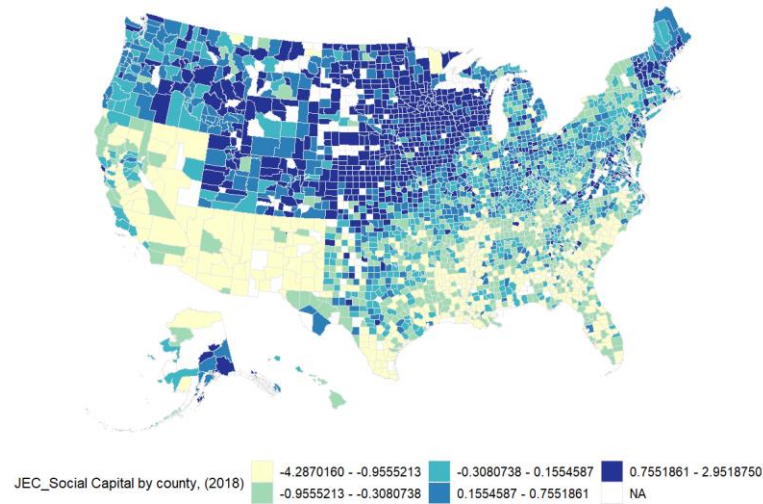 JEC_Social Capital by county, (2018)
-4.2870160 - -0.9555213
-0.9555213 - -0.3080738
-0.3080738 - 0.1554587
0.1554587 - 0.7551861
0.7551861 - 2.9518750
NA